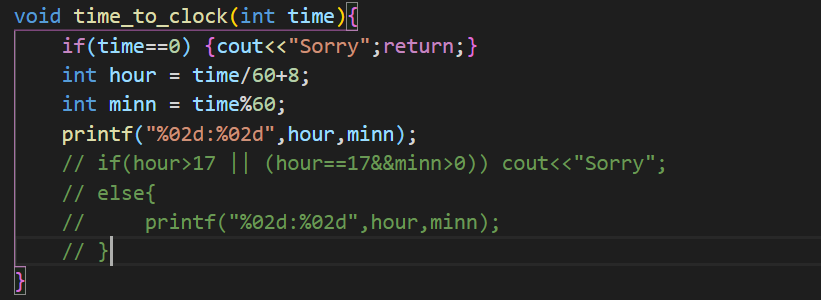 void time_to_clock(int time){
    if(time==0) {cout<<"Sorry";return;}
    int hour = time/60+8;
    int minn = time%60;
    printf("%02d:%02d",hour,minn);
    // if(hour>17 || (hour==17&&minn>0)) cout<<"Sorry";
    // else{
    //     printf("%02d:%02d",hour,minn);
    // }
}